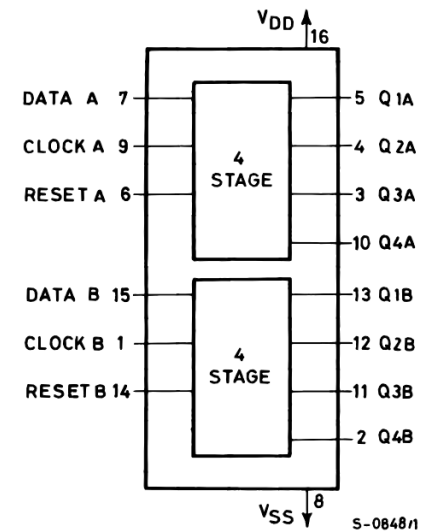 VDD
16
DATA A 7
5 Q1A
CLOCK A 9
4 Q2A
4
STAGE
RESET A 6
3 Q3A
10 Q4A
DATA B 15
13 Q1B
CLOCK B 1
12 Q2B
4
STAGE
RESET B 14
11 Q3B
2 Q4B
VSS
8
S-0848/1